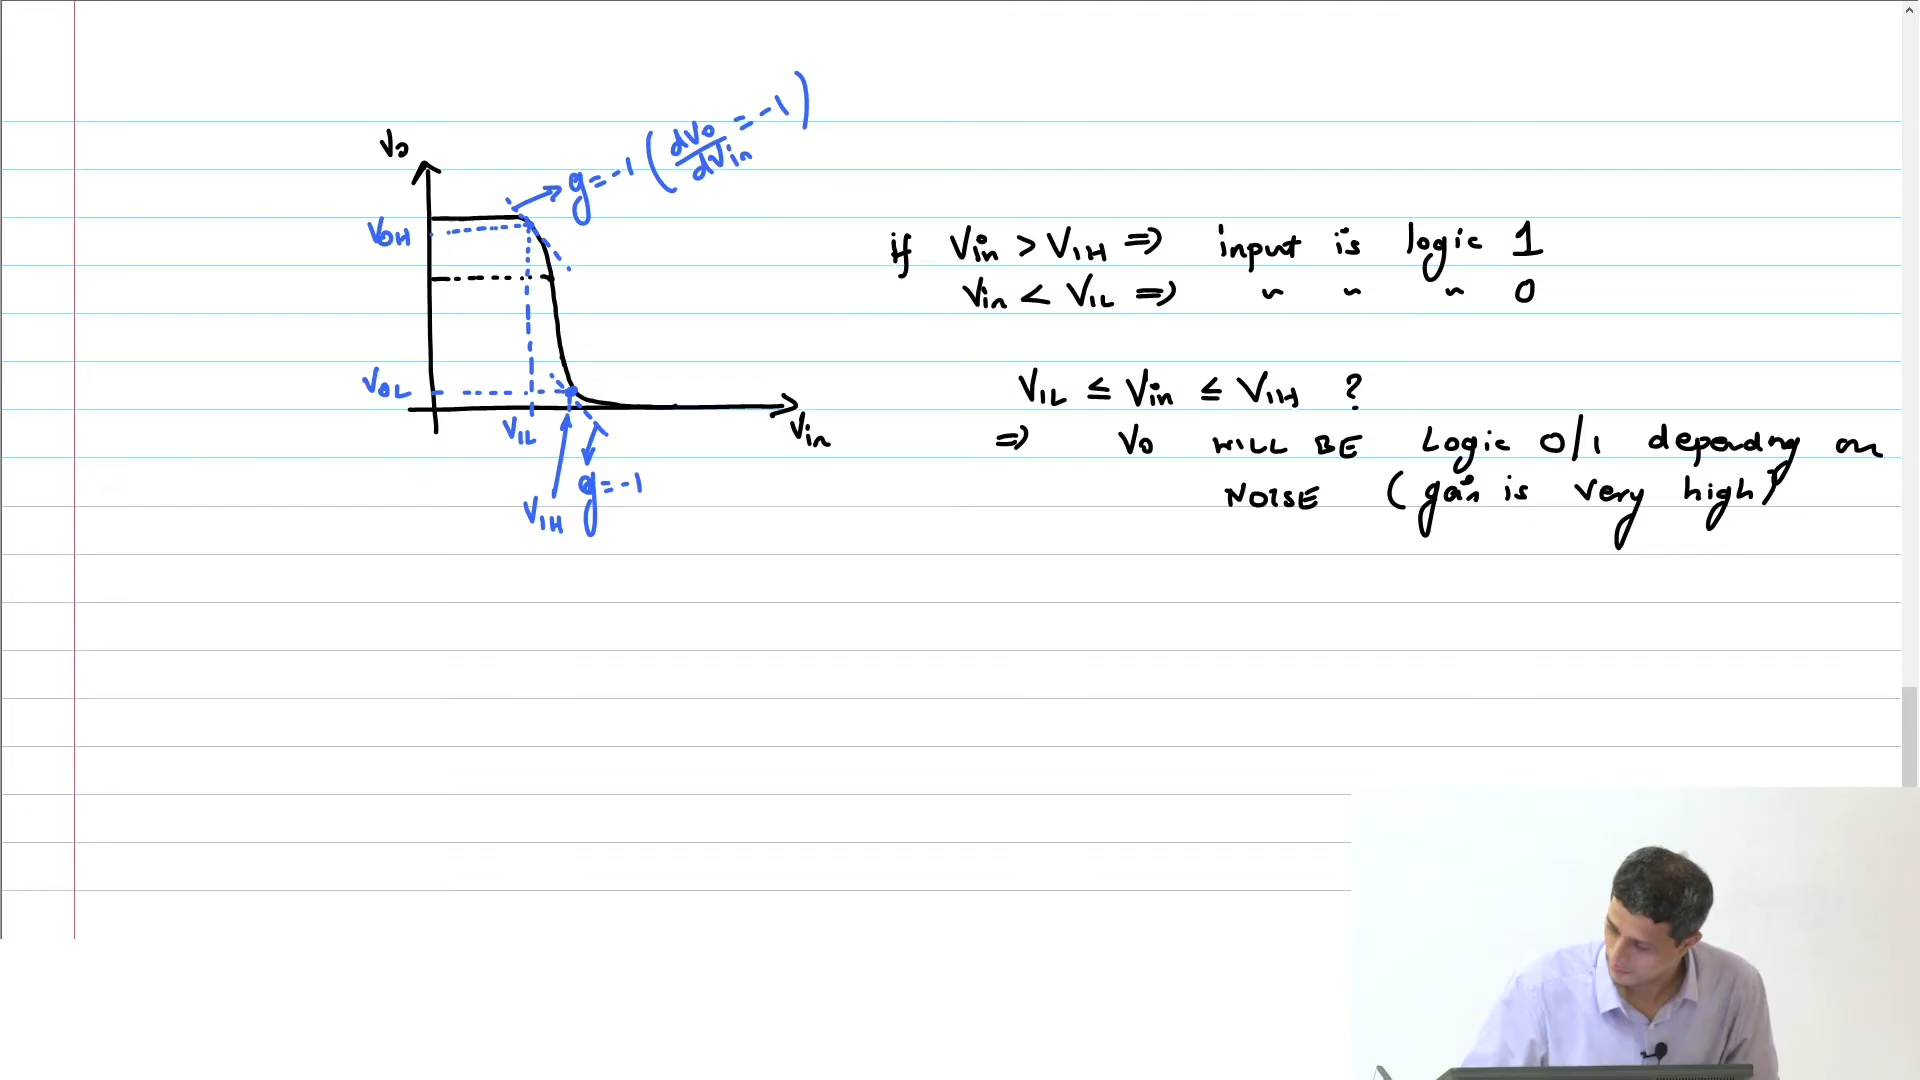 Vo
g=-1 (dVo/dVin = -1)
VOH
VOL
VIL
Vin
VIH
g=-1
if Vin > VIH => input is logic 1
Vin < VIL => " " " 0
VIL ≤ Vin ≤ VIH ?
=> Vo WILL BE Logic 0/1 depending on
NOISE (gain is very high)